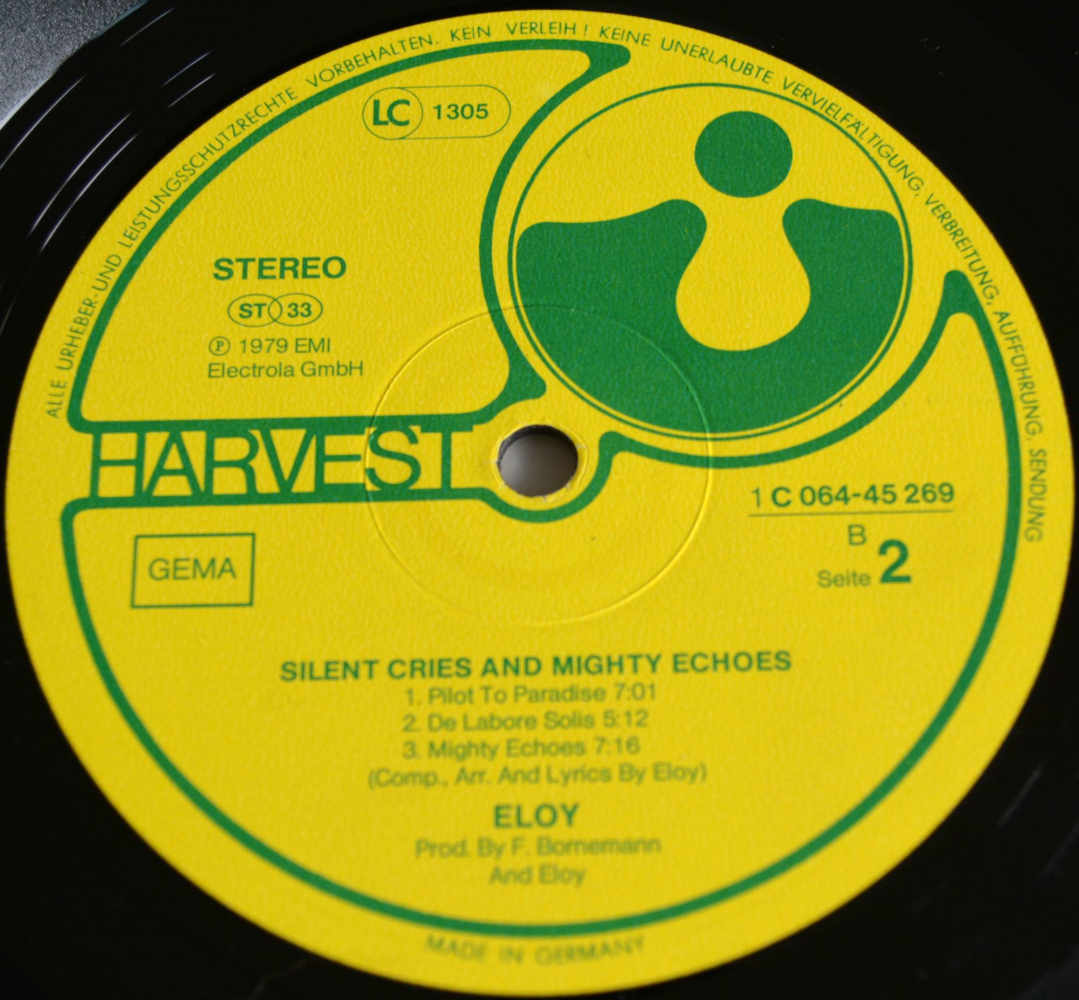 ALLE URHEBER- UND LEISTUNGSSCHUTZRECHTE VORBEHALTEN. KEIN VERLEIH! KEINE UNERLAUBTE VERVIELFÄLTIGUNG, VERBREITUNG, AUFFÜHRUNG, SENDUNG
LC 1305
STEREO
ST 33
℗ 1979 EMI
Electrola GmbH
HARVEST
1 C 064-45 269
B
Seite 2
GEMA
SILENT CRIES AND MIGHTY ECHOES
1. Pilot To Paradise 7:01
2. De Labore Solis 5:12
3. Mighty Echoes 7:16
(Comp., Arr. And Lyrics By Eloy)
ELOY
Prod. By F. Bornemann
And Eloy
MADE IN GERMANY